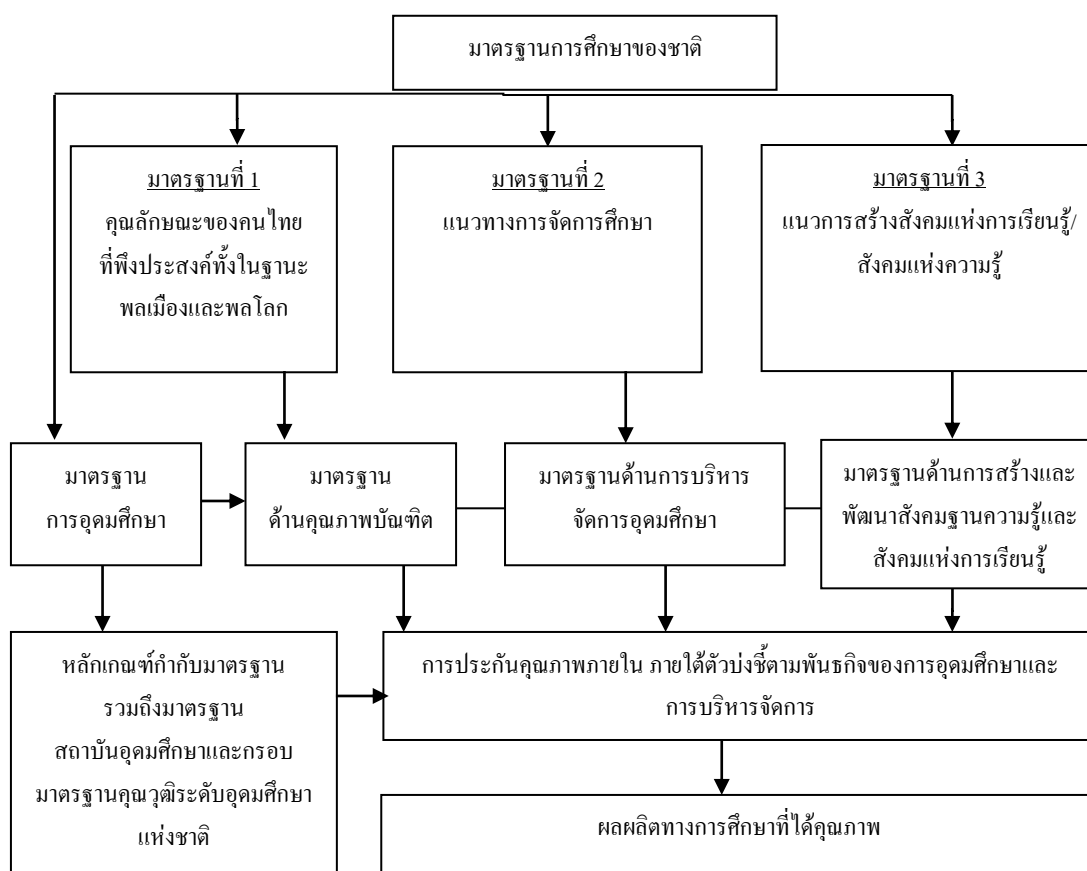 มาตรฐานการศึกษาของชาติ
มาตรฐานที่ 1
คุณลักษณะของคนไทย
ที่พึงประสงค์ทั้งในฐานะ
พลเมืองและพลโลก
มาตรฐานที่ 2
แนวทางการจัดการศึกษา
มาตรฐานที่ 3
แนวการสร้างสังคมแห่งการเรียนรู้/
สังคมแห่งความรู้
มาตรฐาน
การอุดมศึกษา
มาตรฐาน
ด้านคุณภาพบัณฑิต
มาตรฐานด้านการบริหาร
จัดการอุดมศึกษา
มาตรฐานด้านการสร้างและ
พัฒนาสังคมฐานความรู้และ
สังคมแห่งการเรียนรู้
หลักเกณฑ์กำกับมาตรฐาน
รวมถึงมาตรฐาน
สถาบันอุดมศึกษาและกรอบ
มาตรฐานคุณวุฒิระดับอุดมศึกษา
แห่งชาติ
การประกันคุณภาพภายใน ภายใต้ตัวบ่งชี้ตามพันธกิจของการอุดมศึกษาและ
การบริหารจัดการ
ผลผลิตทางการศึกษาที่ได้คุณภาพ